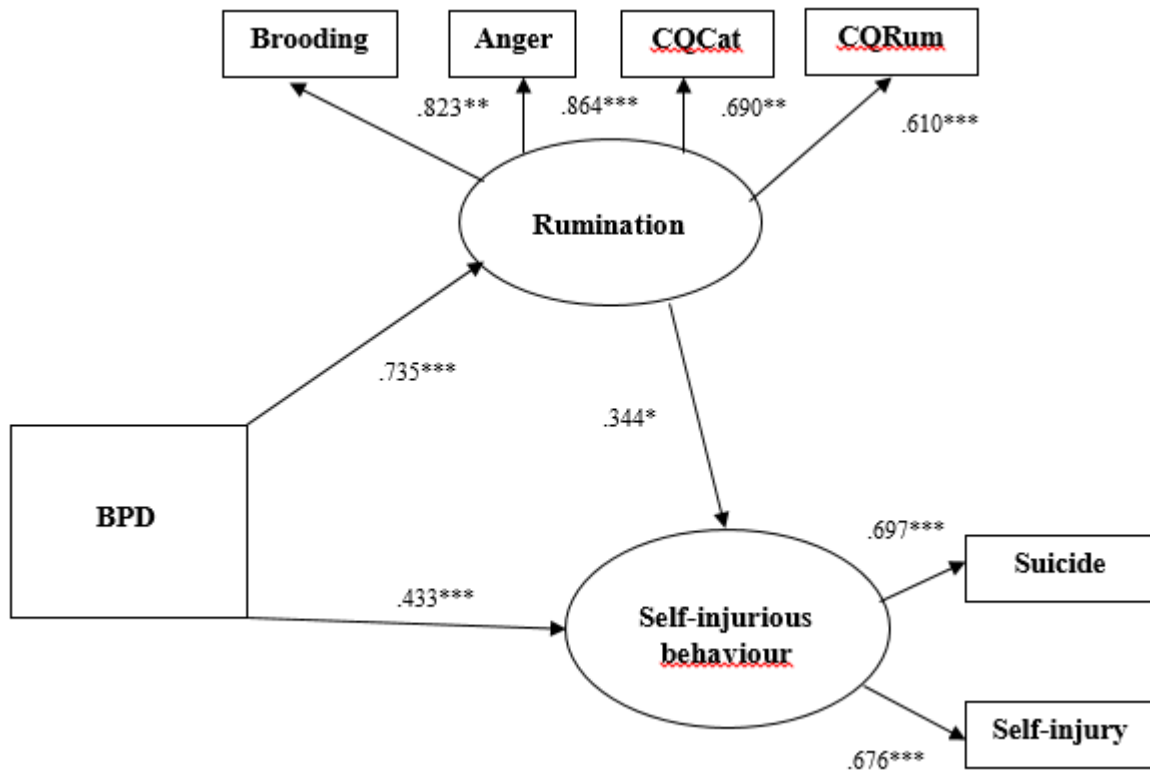 Brooding
Anger
CQCat
CQRum
.823**
.864***
.690**
.610***
Rumination
.735***
.344*
BPD
.697***
Suicide
.433***
Self-injurious
behaviour
Self-injury
.676***